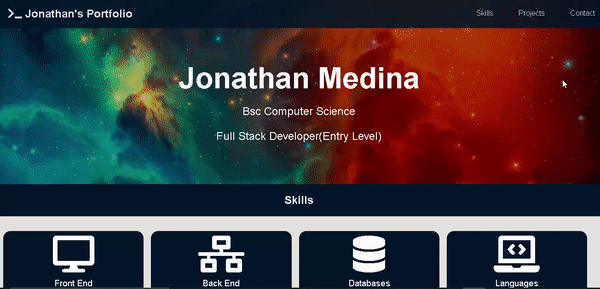 Jonathan's Portfolio
Skills
Projects
Contact
Jonathan Medina
Bsc Computer Science
Full Stack Developer(Entry Level)
Skills
Front End
Back End
Databases
Languages